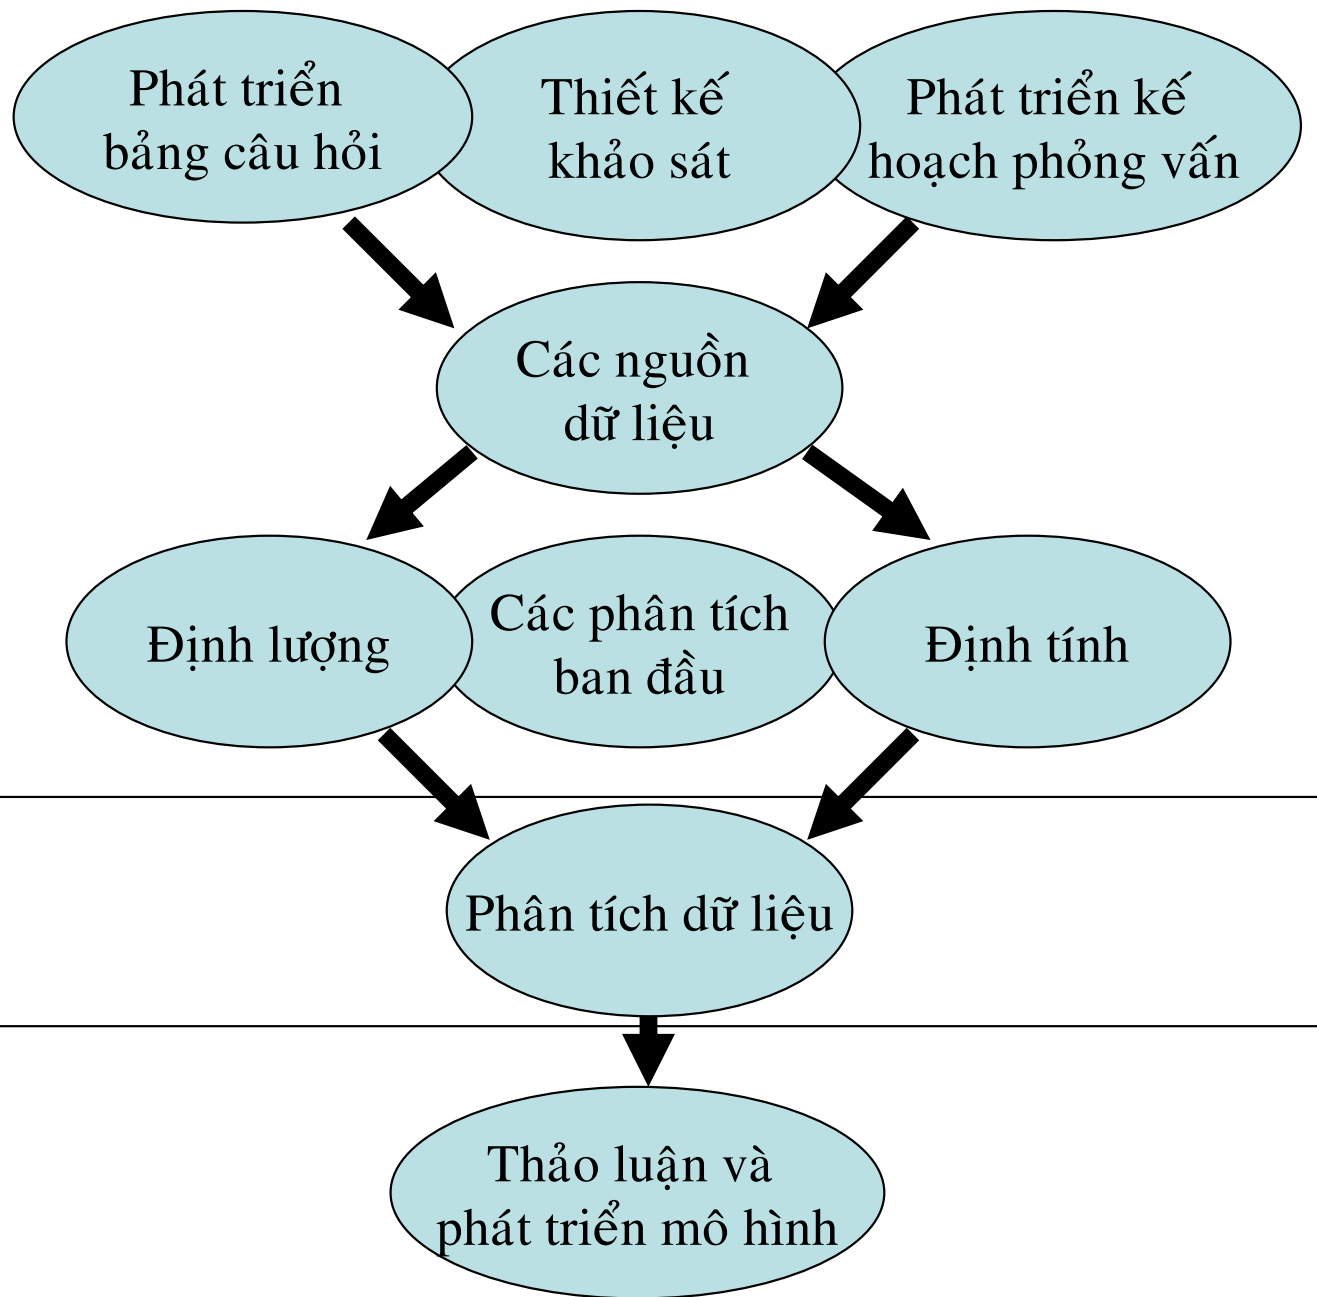 Phát triển
bảng câu hỏi
Thiết kế
khảo sát
Phát triển kế
hoạch phỏng vấn
Các nguồn
dữ liệu
Định lượng
Các phân tích
ban đầu
Định tính
Phân tích dữ liệu
Thảo luận và
phát triển mô hình